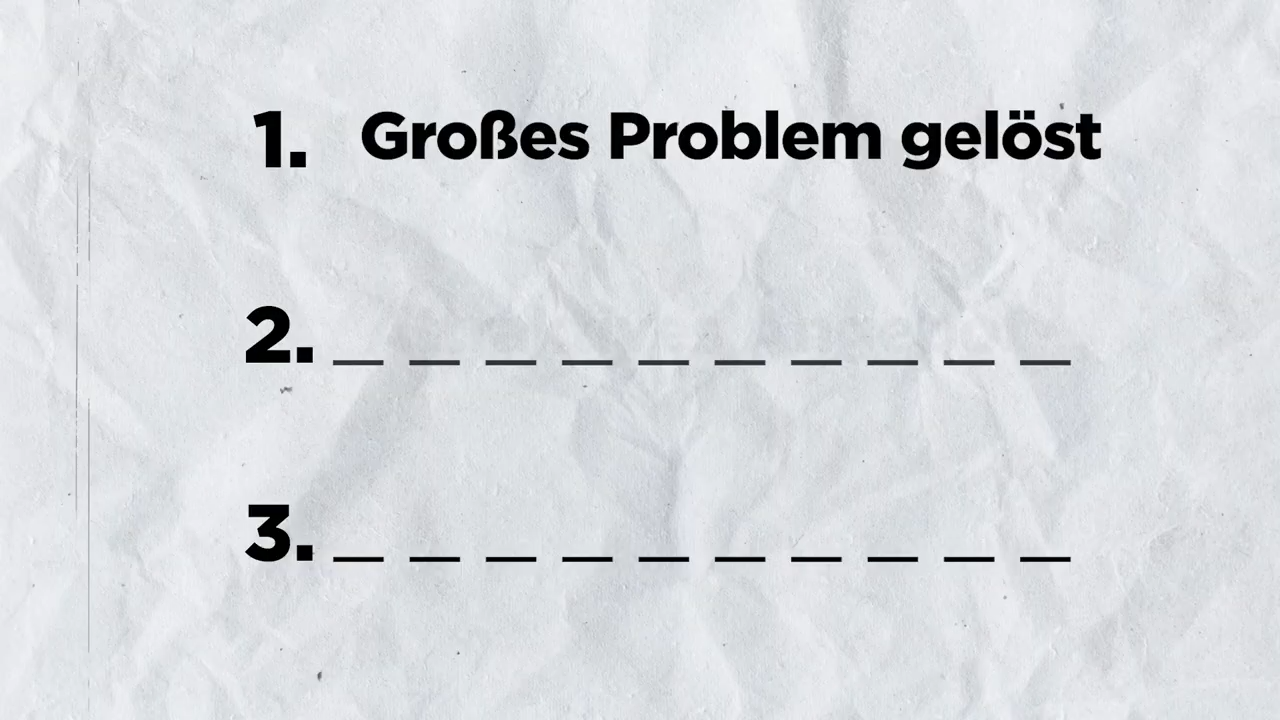 1. Großes Problem gelöst
2. _ _ _ _ _ _ _ _ _ _
3. _ _ _ _ _ _ _ _ _ _